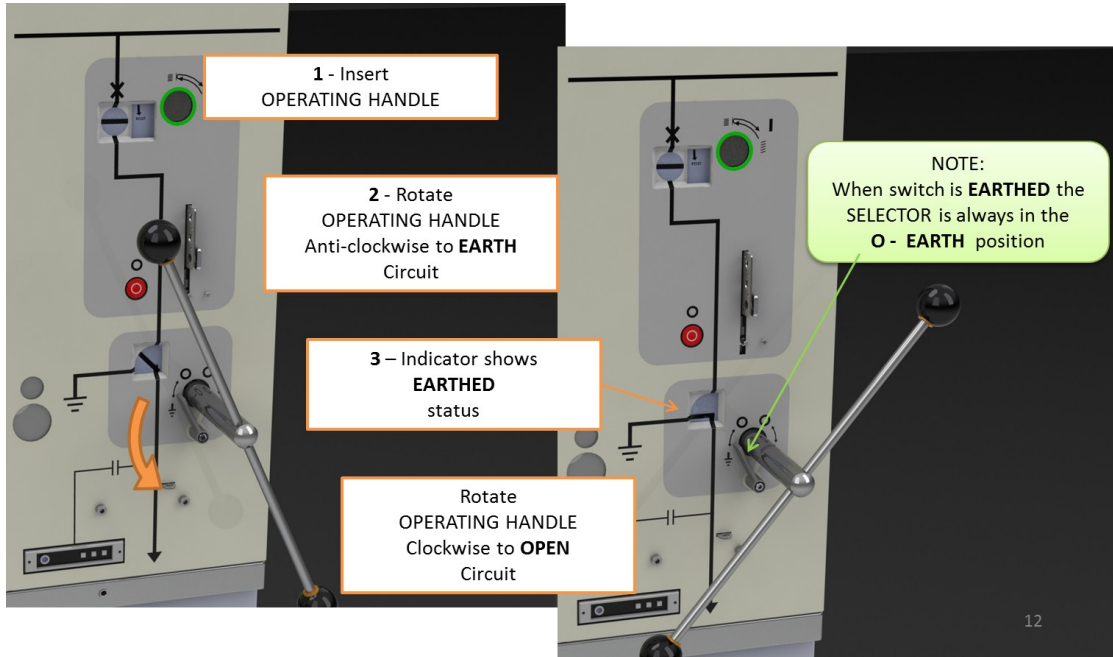 1 - Insert
OPERATING HANDLE
2 - Rotate
OPERATING HANDLE
Anti-clockwise to EARTH
Circuit
3 – Indicator shows
EARTHED
status
Rotate
OPERATING HANDLE
Clockwise to OPEN
Circuit
NOTE:
When switch is EARTHED the
SELECTOR is always in the
O - EARTH position
12